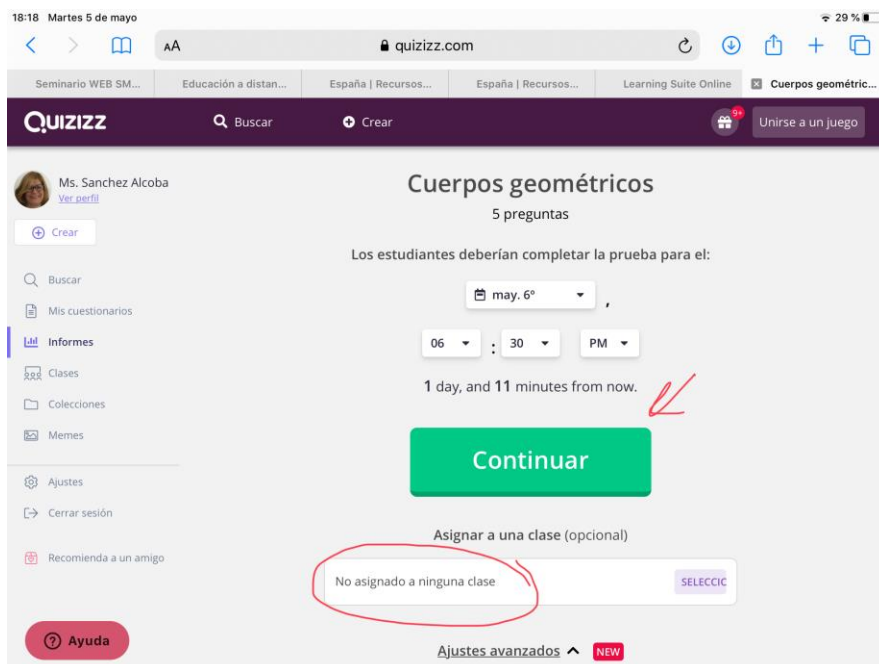 18:18 Martes 5 de mayo
29 %
AA
quizizz.com
Seminario WEB SM...
Educación a distan...
España | Recursos...
España | Recursos...
Learning Suite Online
Cuerpos geométric...
QUIZIZZ
Buscar
Crear
9+
Unirse a un juego
Ms. Sanchez Alcoba
Ver perfil
Crear
Buscar
Mis cuestionarios
Informes
Clases
Colecciones
Memes
Ajustes
Cerrar sesión
Recomienda a un amigo
Ayuda
Cuerpos geométricos
5 preguntas
Los estudiantes deberían completar la prueba para el:
may. 6º ,
06 : 30 PM
1 day, and 11 minutes from now.
Continuar
Asignar a una clase (opcional)
No asignado a ninguna clase
SELECCIC
Ajustes avanzados NEW